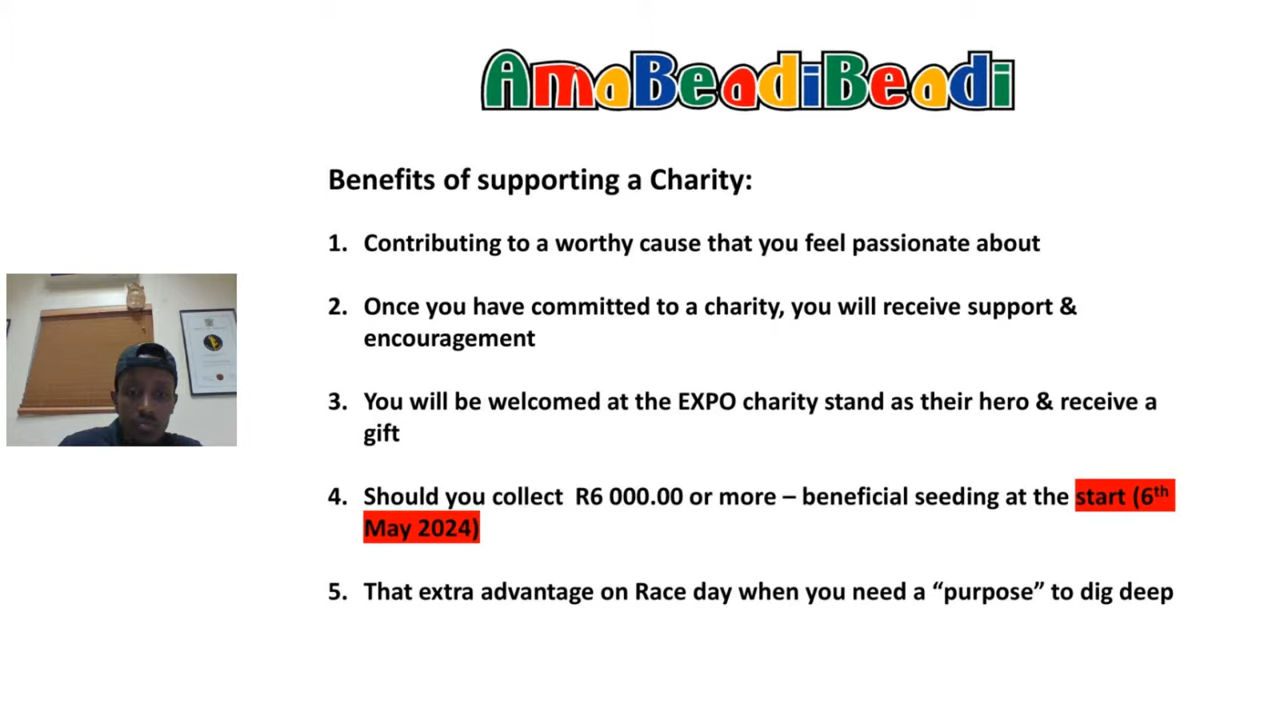 AmaBeadiBeadi
Benefits of supporting a Charity:
1. Contributing to a worthy cause that you feel passionate about
2. Once you have committed to a charity, you will receive support &
encouragement
3. You will be welcomed at the EXPO charity stand as their hero & receive a
gift
4. Should you collect R6 000.00 or more – beneficial seeding at the start (6th
May 2024)
5. That extra advantage on Race day when you need a “purpose” to dig deep